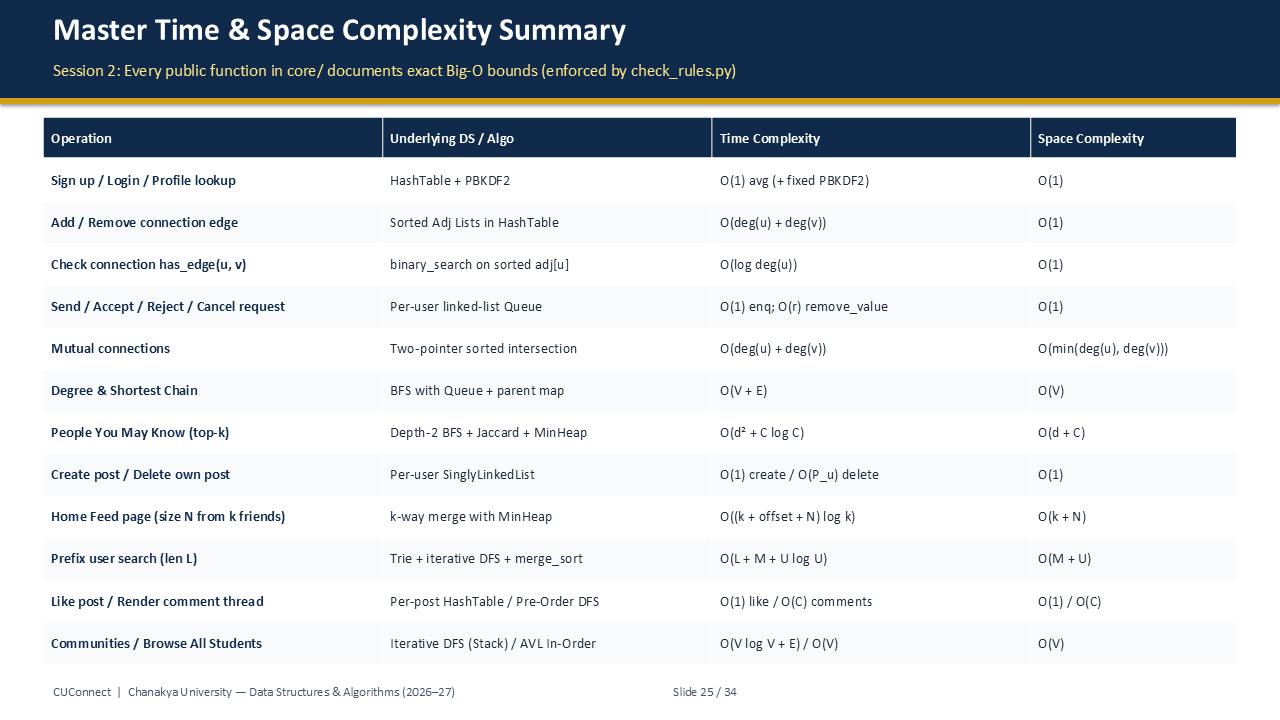 Master Time & Space Complexity Summary
Session 2: Every public function in core/ documents exact Big-O bounds (enforced by check_rules.py)
Operation Underlying DS / Algo Time Complexity Space Complexity
Sign up / Login / Profile lookup HashTable + PBKDF2 O(1) avg (+ fixed PBKDF2) O(1)
Add / Remove connection edge Sorted Adj Lists in HashTable O(deg(u) + deg(v)) O(1)
Check connection has_edge(u, v) binary_search on sorted adj[u] O(log deg(u)) O(1)
Send / Accept / Reject / Cancel request Per-user linked-list Queue O(1) enq; O(r) remove_value O(1)
Mutual connections Two-pointer sorted intersection O(deg(u) + deg(v)) O(min(deg(u), deg(v)))
Degree & Shortest Chain BFS with Queue + parent map O(V + E) O(V)
People You May Know (top-k) Depth-2 BFS + Jaccard + MinHeap O(d² + C log C) O(d + C)
Create post / Delete own post Per-user SinglyLinkedList O(1) create / O(P_u) delete O(1)
Home Feed page (size N from k friends) k-way merge with MinHeap O((k + offset + N) log k) O(k + N)
Prefix user search (len L) Trie + iterative DFS + merge_sort O(L + M + U log U) O(M + U)
Like post / Render comment thread Per-post HashTable / Pre-Order DFS O(1) like / O(C) comments O(1) / O(C)
Communities / Browse All Students Iterative DFS (Stack) / AVL In-Order O(V log V + E) / O(V) O(V)
CUConnect | Chanakya University — Data Structures & Algorithms (2026–27) Slide 25 / 34